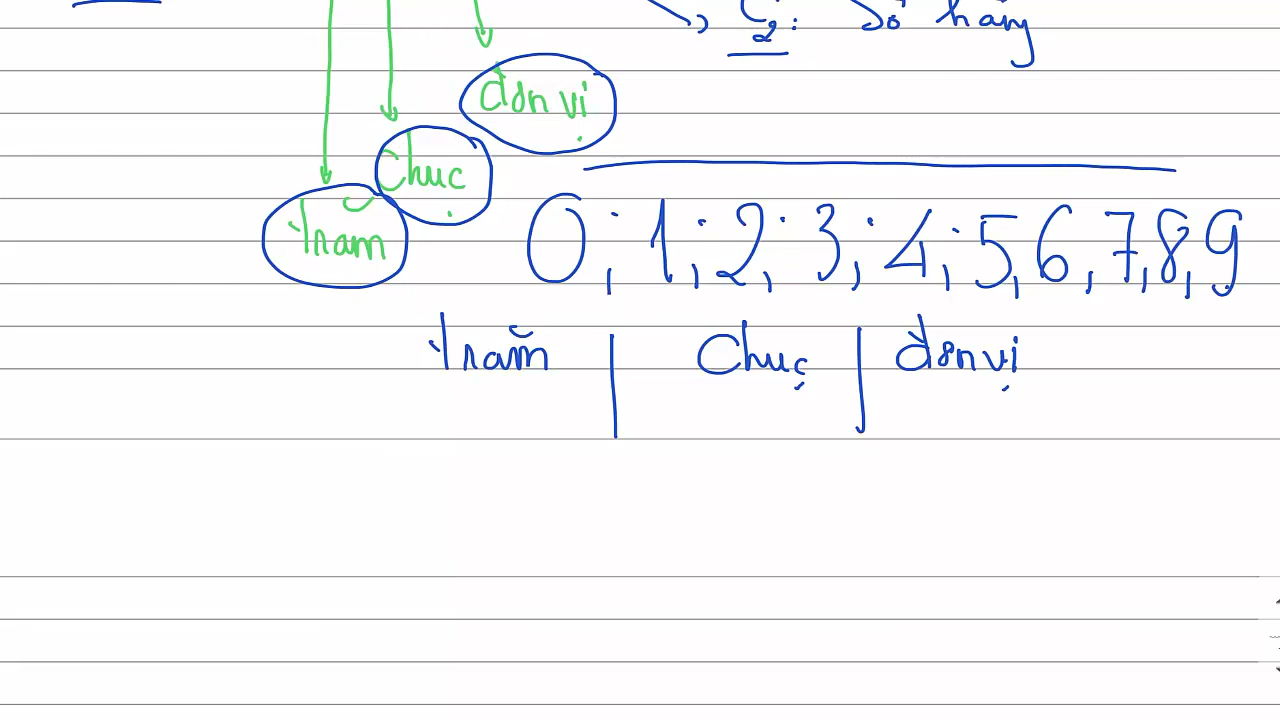 C2: Số hạng
đơn vị
Chục
trăm
0; 1; 2; 3; 4; 5, 6, 7, 8, 9
trăm | Chục | đơn vị